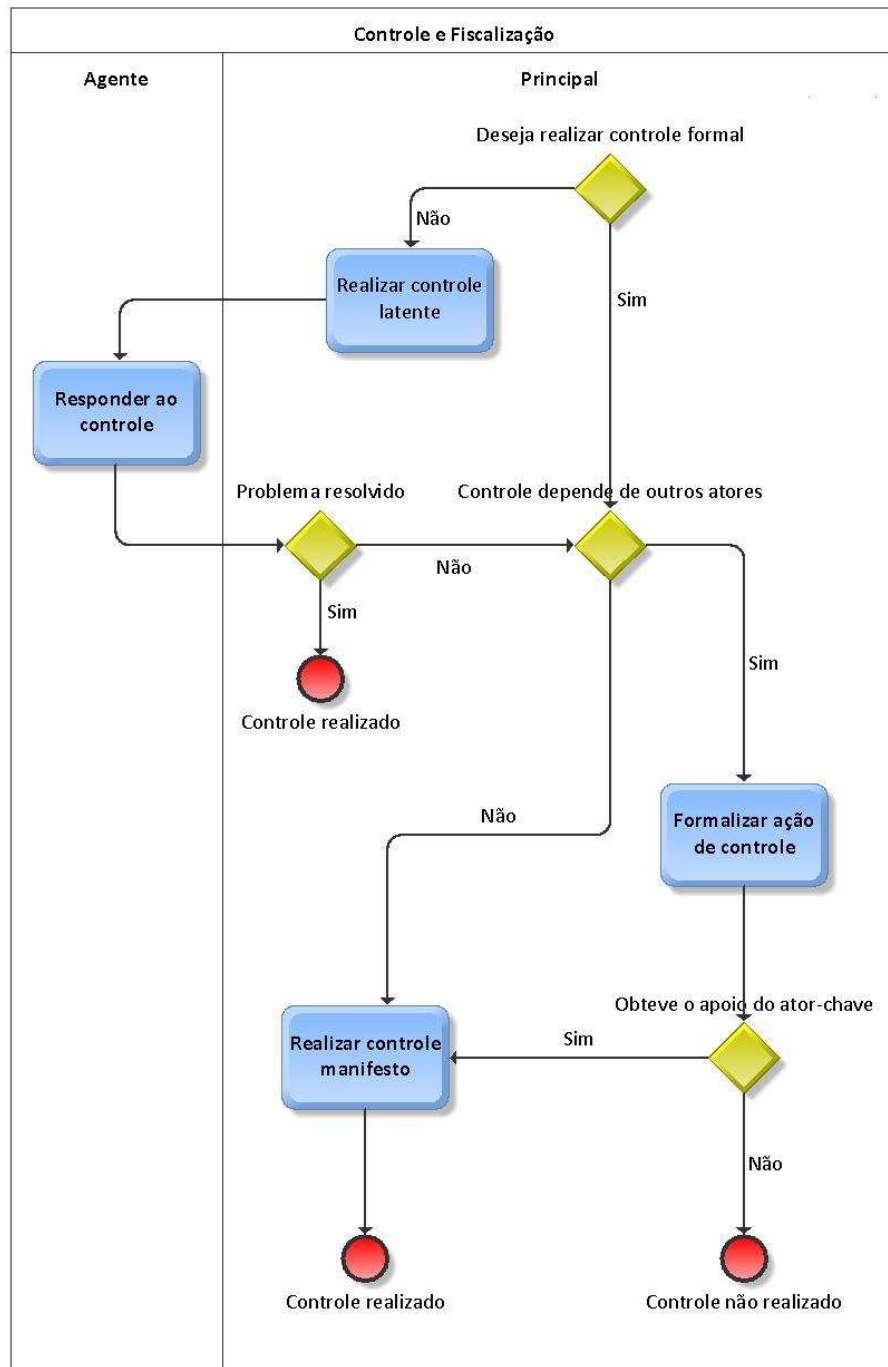 Controle e Fiscalização
Agente
Principal
Deseja realizar controle formal
Não
Realizar controle
latente
Sim
Responder ao
controle
Problema resolvido
Controle depende de outros atores
Não
Sim
Sim
Controle realizado
Não
Formalizar ação
de controle
Obteve o apoio do ator-chave
Realizar controle
manifesto
Sim
Não
Controle realizado
Controle não realizado